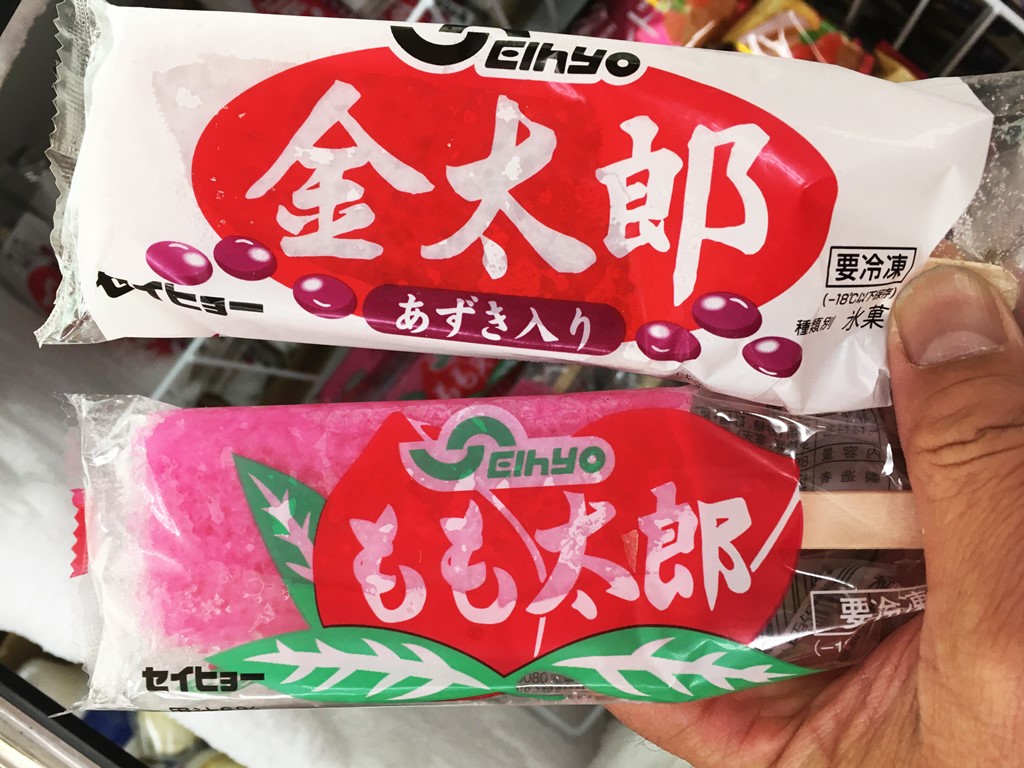 Seihyo
金太郎
セイヒョー
あずき入り
要冷凍
(-18℃以下保存)
種類別 氷菓
Seihyo
もも太郎
セイヒョー
要冷凍